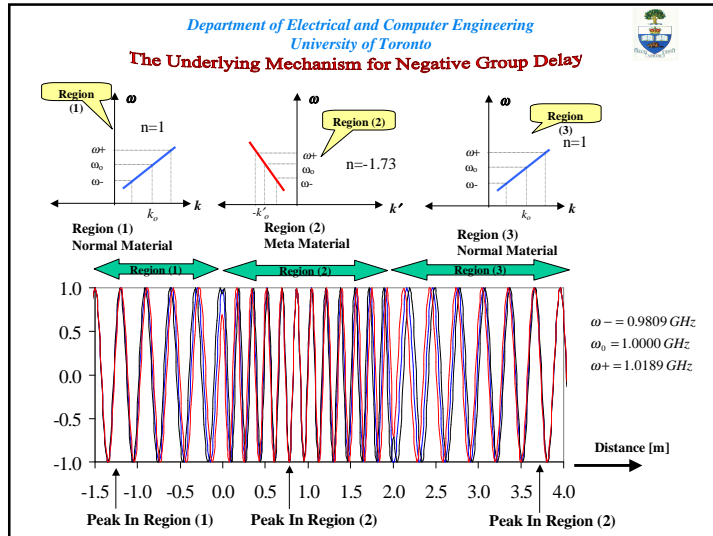 Department of Electrical and Computer Engineering
University of Toronto
The Underlying Mechanism for Negative Group Delay
Region (1)
ω
n=1
ω+
ω₀
ω-
kₒ
k
Region (1)
Normal Material
ω
Region (2)
ω+
ω₀
ω-
n=-1.73
-k'ₒ
k'
Region (2)
Meta Material
ω
Region (3)
n=1
ω+
ω₀
ω-
kₒ
k
Region (3)
Normal Material
Region (1)
Region (2)
Region (3)
1.0
0.5
0.0
-0.5
-1.0
-1.5 -1.0 -0.5 0.0 0.5 1.0 1.5 2.0 2.5 3.0 3.5 4.0
ω− = 0.9809 GHz
ω₀ = 1.0000 GHz
ω+ = 1.0189 GHz
Distance [m]
Peak In Region (1)
Peak In Region (2)
Peak In Region (2)